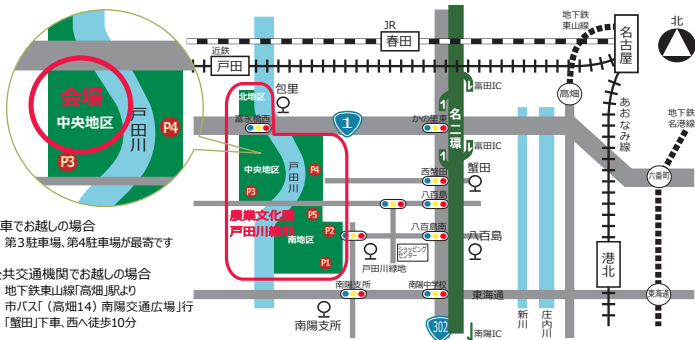 会場
中央地区
戸田川
P4
P3
車でお越しの場合
第3駐車場、第4駐車場が最寄です
公共交通機関でお越しの場合
地下鉄東山線「高畑」駅より
市バス「(高畑14) 南陽交通広場」行
「蟹田」下車、西へ徒歩10分
JR
春田
近鉄
戸田
地下鉄
東山線
名古屋
北
高畑
あおなみ線
地下鉄
名港線
六番町
港北
東海通
北地区
包里
富永検西
1
かの里東
名二環
富田IC
富田IC
戸田川
中央地区
P4
P3
西蟹田
蟹田
八百島
農業文化園
戸田川緑地
P5
P2
南地区
P1
八百島南
八百島
ショッピング
センター
戸田川緑地
南陽支所
南陽中学校
東海通
南陽支所
302
南陽IC
新川
庄内川